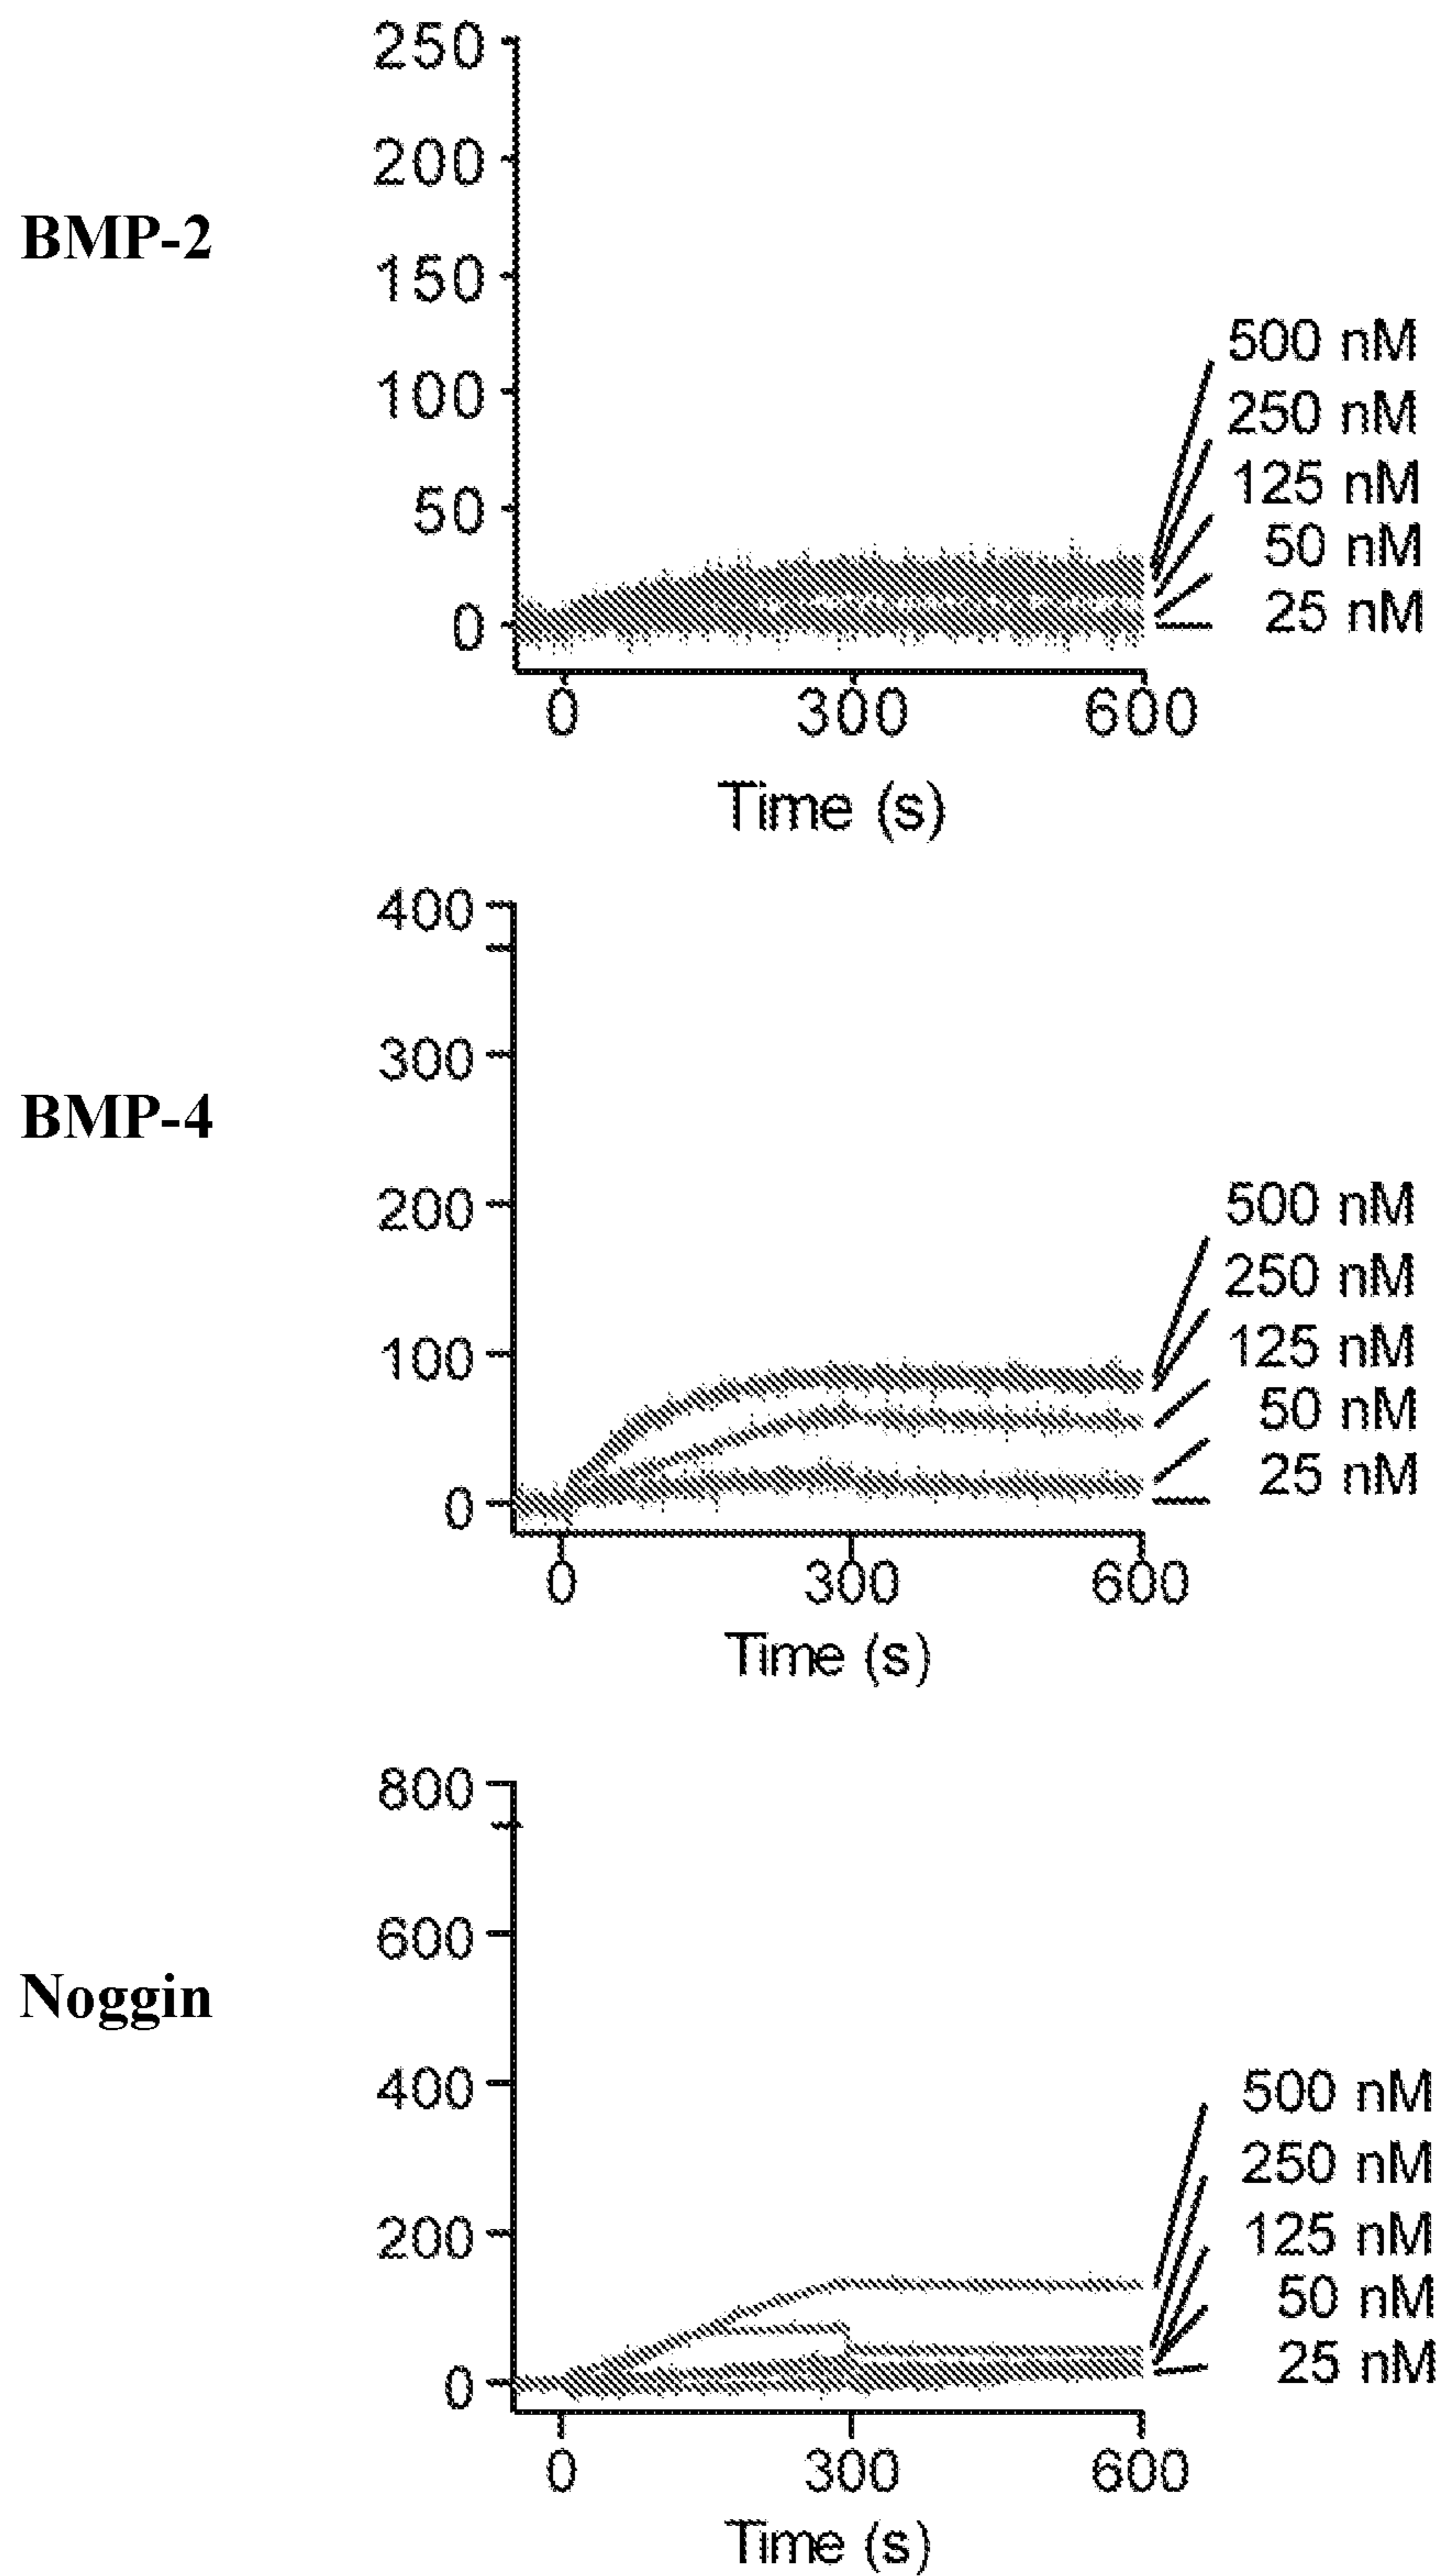 250
200
BMP-2
150
500 nM
100
250 nM
125 nM
50
50 nM
0
25 nM
0 300 600
Time (s)
400
300
BMP-4
200
500 nM
250 nM
100
125 nM
50 nM
0
25 nM
0 300 600
Time (s)
800
600
Noggin
400
500 nM
250 nM
200
125 nM
50 nM
0
25 nM
0 300 600
Time (s)